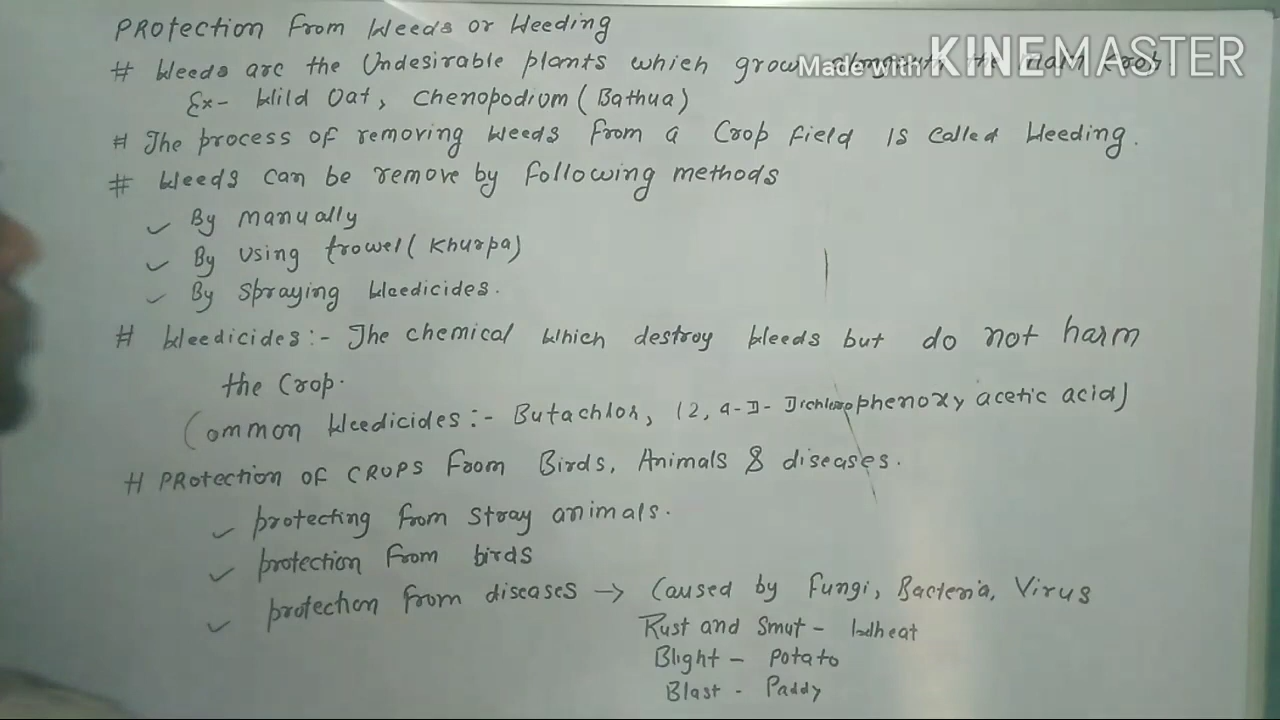 Protection from Weeds or Weeding
# Weeds are the Undesirable plants which grow Crop.
Made with KINEMASTER
Ex- Wild Oat, Chenopodiom (Bathua)
# The process of removing Weeds from a Crop field is Called Weeding.
# Weeds can be remove by following methods
✓ By manually
✓ By using trowel (Khurpa)
✓ By Spraying Weedicides.
# Weedicides:- The chemical which destroy Weeds but do not harm
the Crop.
Common Weedicides:- Butachlor, (2, 4-D- Dichlorophenoxy acetic acid)
# Protection of CROPS from Birds, Animals & diseases.
✓ protecting from stray animals.
✓ protection from birds
✓ protection from diseases → Caused by Fungi, Bacteria, Virus
Rust and Smut - Wheat
Blight - Potato
Blast - Paddy